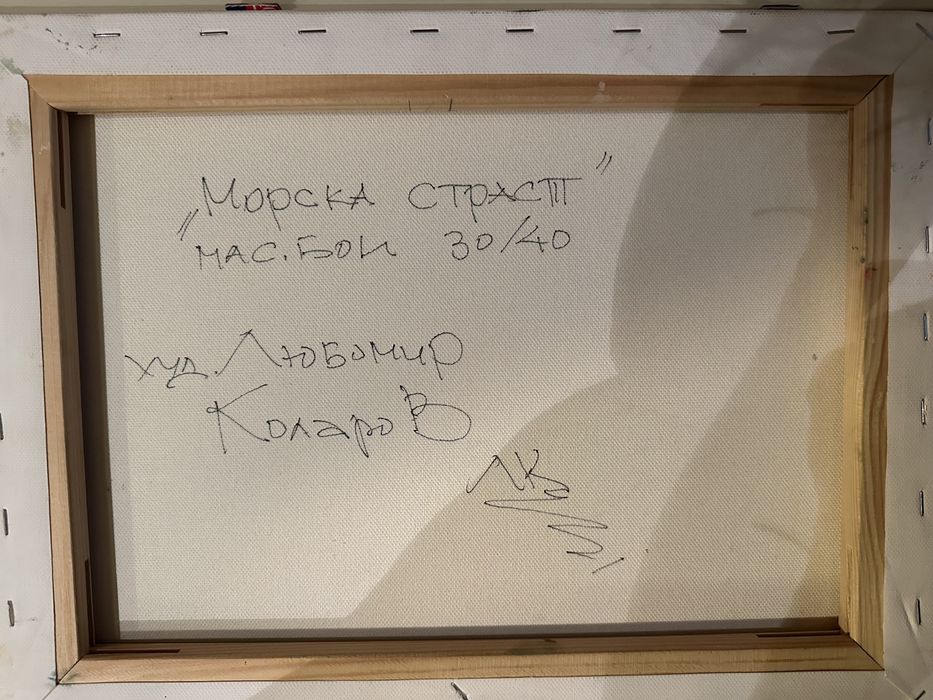 „Морска страст"
мас.бои 30/40
худ. Любомир
Коларов
ЛК